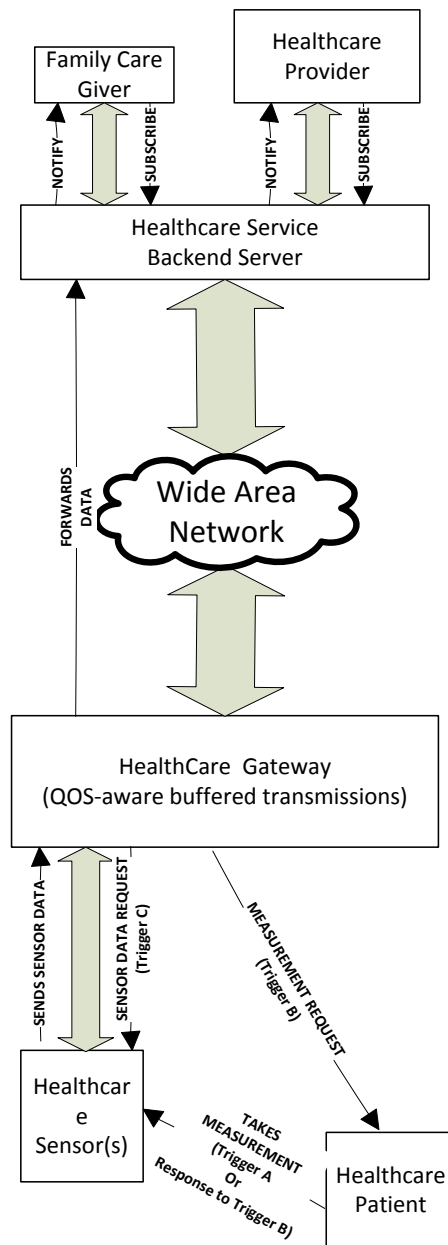 Family Care
Giver
Healthcare
Provider
NOTIFY
SUBSCRIBE
NOTIFY
SUBSCRIBE
Healthcare Service
Backend Server
FORWARDS
DATA
Wide Area
Network
HealthCare Gateway
(QOS-aware buffered transmissions)
SENDS SENSOR DATA
SENSOR DATA REQUEST
(Trigger C)
MEASUREMENT REQUEST
(Trigger B)
Healthcar
e
Sensor(s)
TAKES
MEASUREMENT
(Trigger A
Or
Response to Trigger B)
Healthcare
Patient